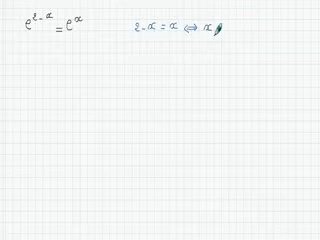 e^{2-x} = e^{x}
2-x = x ⇔ x